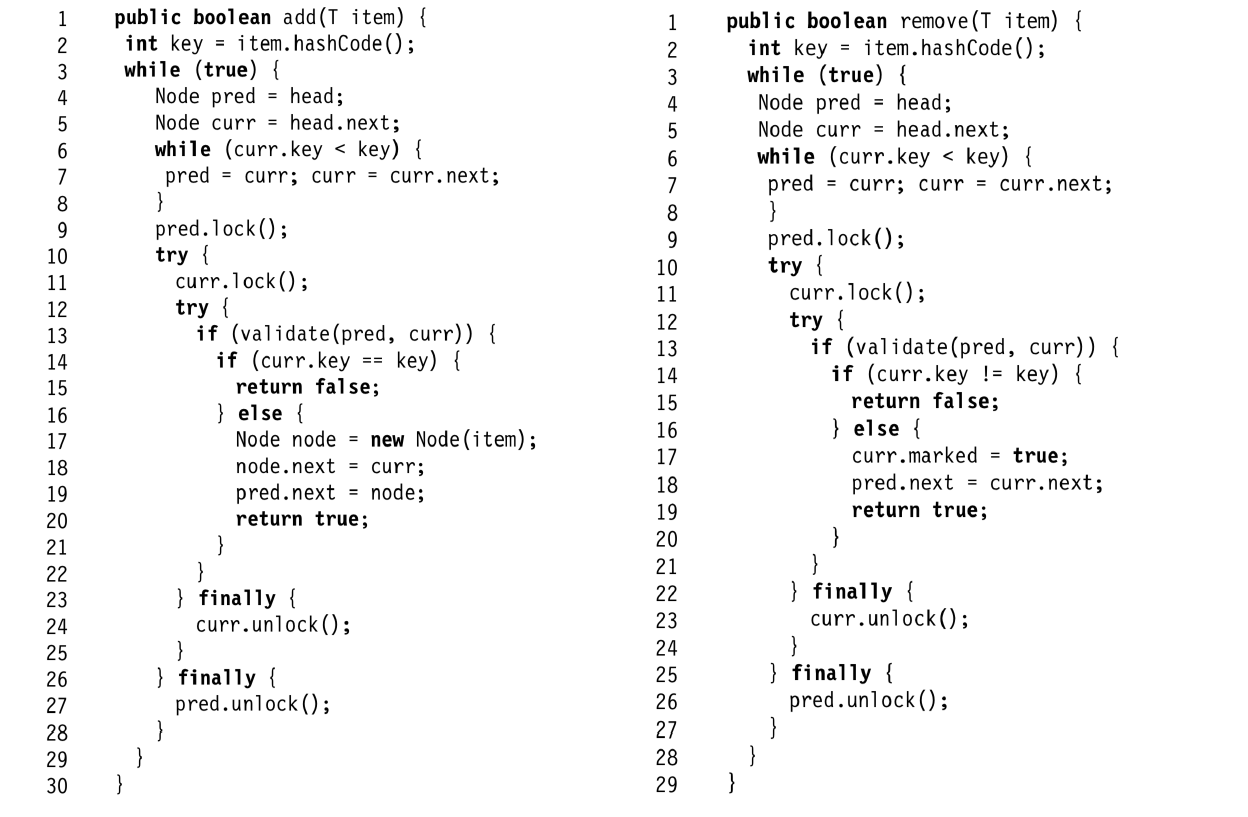 1 public boolean add(T item) {
2 int key = item.hashCode();
3 while (true) {
4 Node pred = head;
5 Node curr = head.next;
6 while (curr.key < key) {
7 pred = curr; curr = curr.next;
8 }
9 pred.lock();
10 try {
11 curr.lock();
12 try {
13 if (validate(pred, curr)) {
14 if (curr.key == key) {
15 return false;
16 } else {
17 Node node = new Node(item);
18 node.next = curr;
19 pred.next = node;
20 return true;
21 }
22 }
23 } finally {
24 curr.unlock();
25 }
26 } finally {
27 pred.unlock();
28 }
29 }
30 }
1 public boolean remove(T item) {
2 int key = item.hashCode();
3 while (true) {
4 Node pred = head;
5 Node curr = head.next;
6 while (curr.key < key) {
7 pred = curr; curr = curr.next;
8 }
9 pred.lock();
10 try {
11 curr.lock();
12 try {
13 if (validate(pred, curr)) {
14 if (curr.key != key) {
15 return false;
16 } else {
17 curr.marked = true;
18 pred.next = curr.next;
19 return true;
20 }
21 }
22 } finally {
23 curr.unlock();
24 }
25 } finally {
26 pred.unlock();
27 }
28 }
29 }